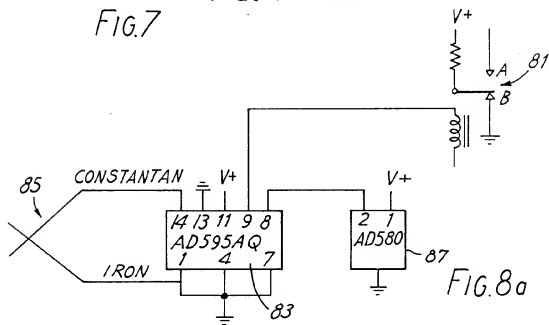 FIG.7
V+
A
81
B
CONSTANTAN
V+
V+
85
14 13 11 9 8
2 1
AD595AQ
AD580
1 4 7
87
IRON
83
FIG.8a